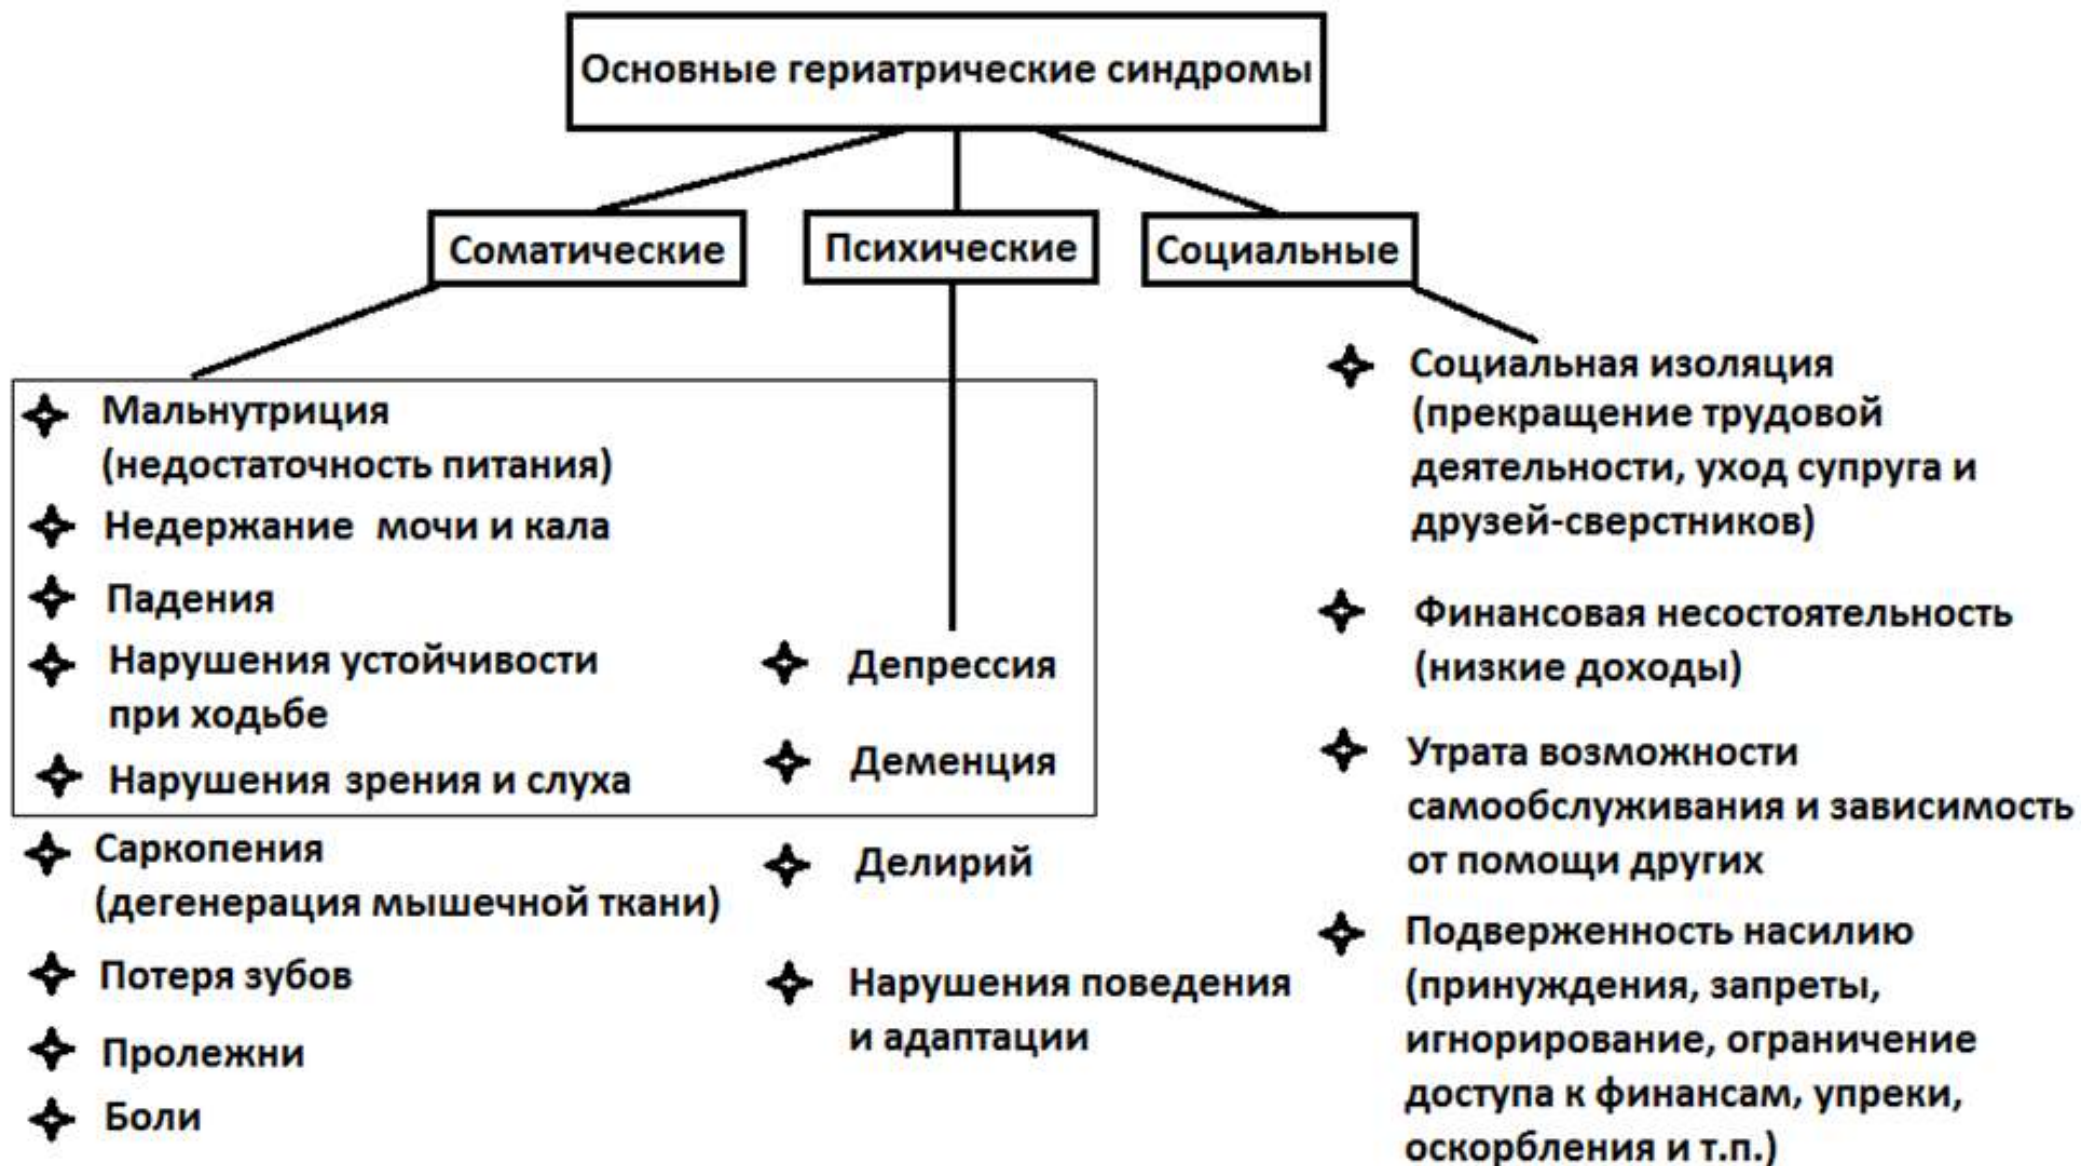 Основные гериатрические синдромы
Соматические
Психические
Социальные
Мальнутриция
(недостаточность питания)
Недержание мочи и кала
Падения
Нарушения устойчивости
при ходьбе
Нарушения зрения и слуха
Саркопения
(дегенерация мышечной ткани)
Потеря зубов
Пролежни
Боли
Депрессия
Деменция
Делирий
Нарушения поведения
и адаптации
Социальная изоляция
(прекращение трудовой
деятельности, уход супруга и
друзей-сверстников)
Финансовая несостоятельность
(низкие доходы)
Утрата возможности
самообслуживания и зависимость
от помощи других
Подверженность насилию
(принуждения, запреты,
игнорирование, ограничение
доступа к финансам, упреки,
оскорбления и т.п.)